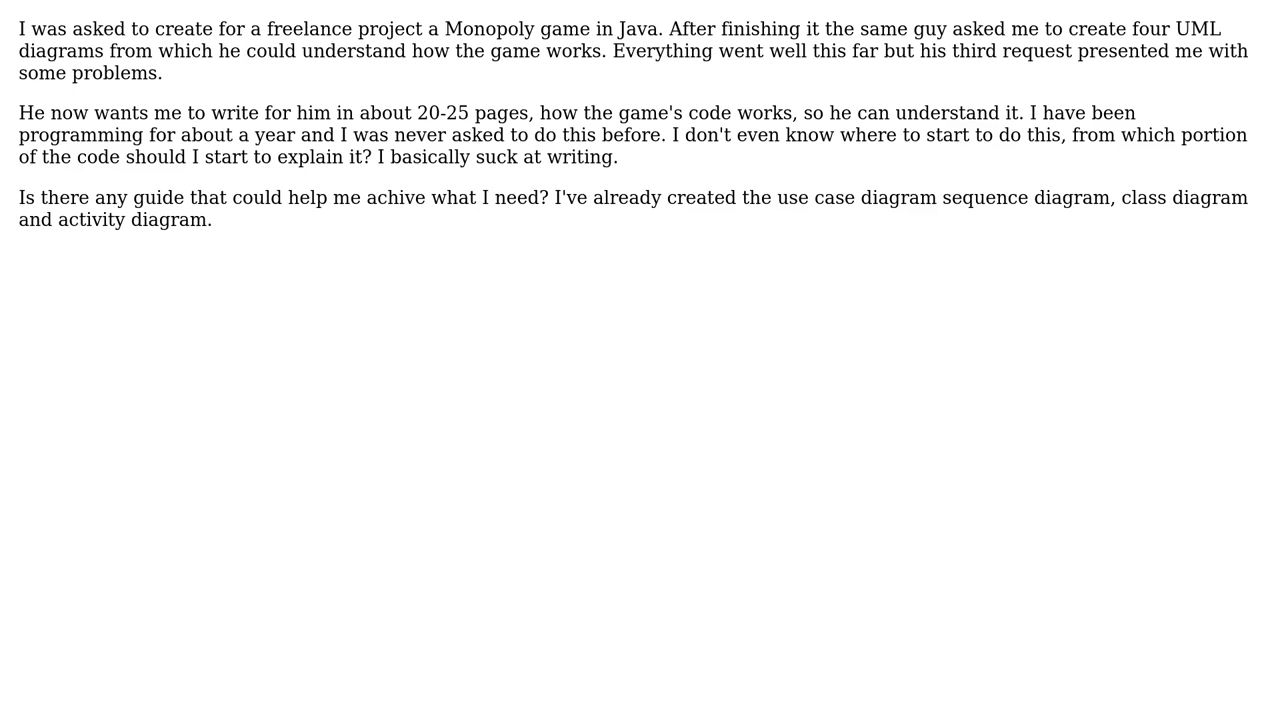 I was asked to create for a freelance project a Monopoly game in Java. After finishing it the same guy asked me to create four UML
diagrams from which he could understand how the game works. Everything went well this far but his third request presented me with
some problems.
He now wants me to write for him in about 20-25 pages, how the game's code works, so he can understand it. I have been
programming for about a year and I was never asked to do this before. I don't even know where to start to do this, from which portion
of the code should I start to explain it? I basically suck at writing.
Is there any guide that could help me achive what I need? I've already created the use case diagram sequence diagram, class diagram
and activity diagram.